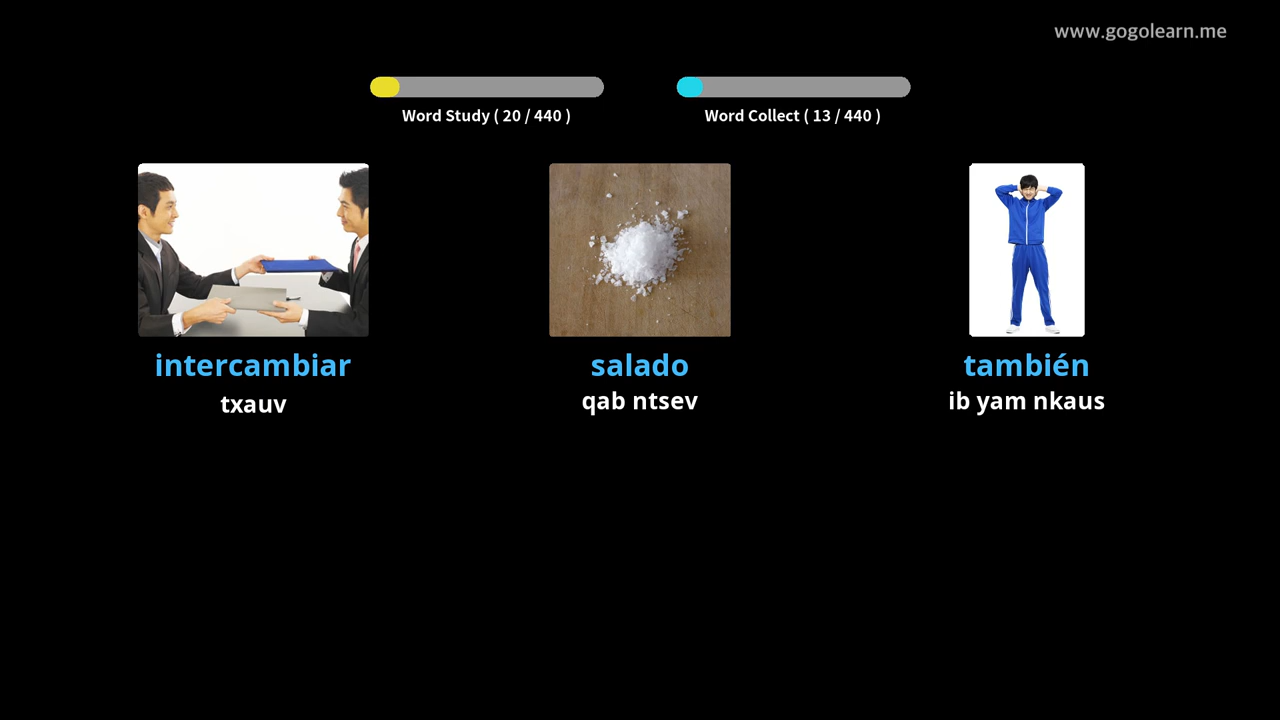 www.gogolearn.me
Word Study ( 20 / 440 )
Word Collect ( 13 / 440 )
intercambiar
txauv
salado
qab ntsev
también
ib yam nkaus